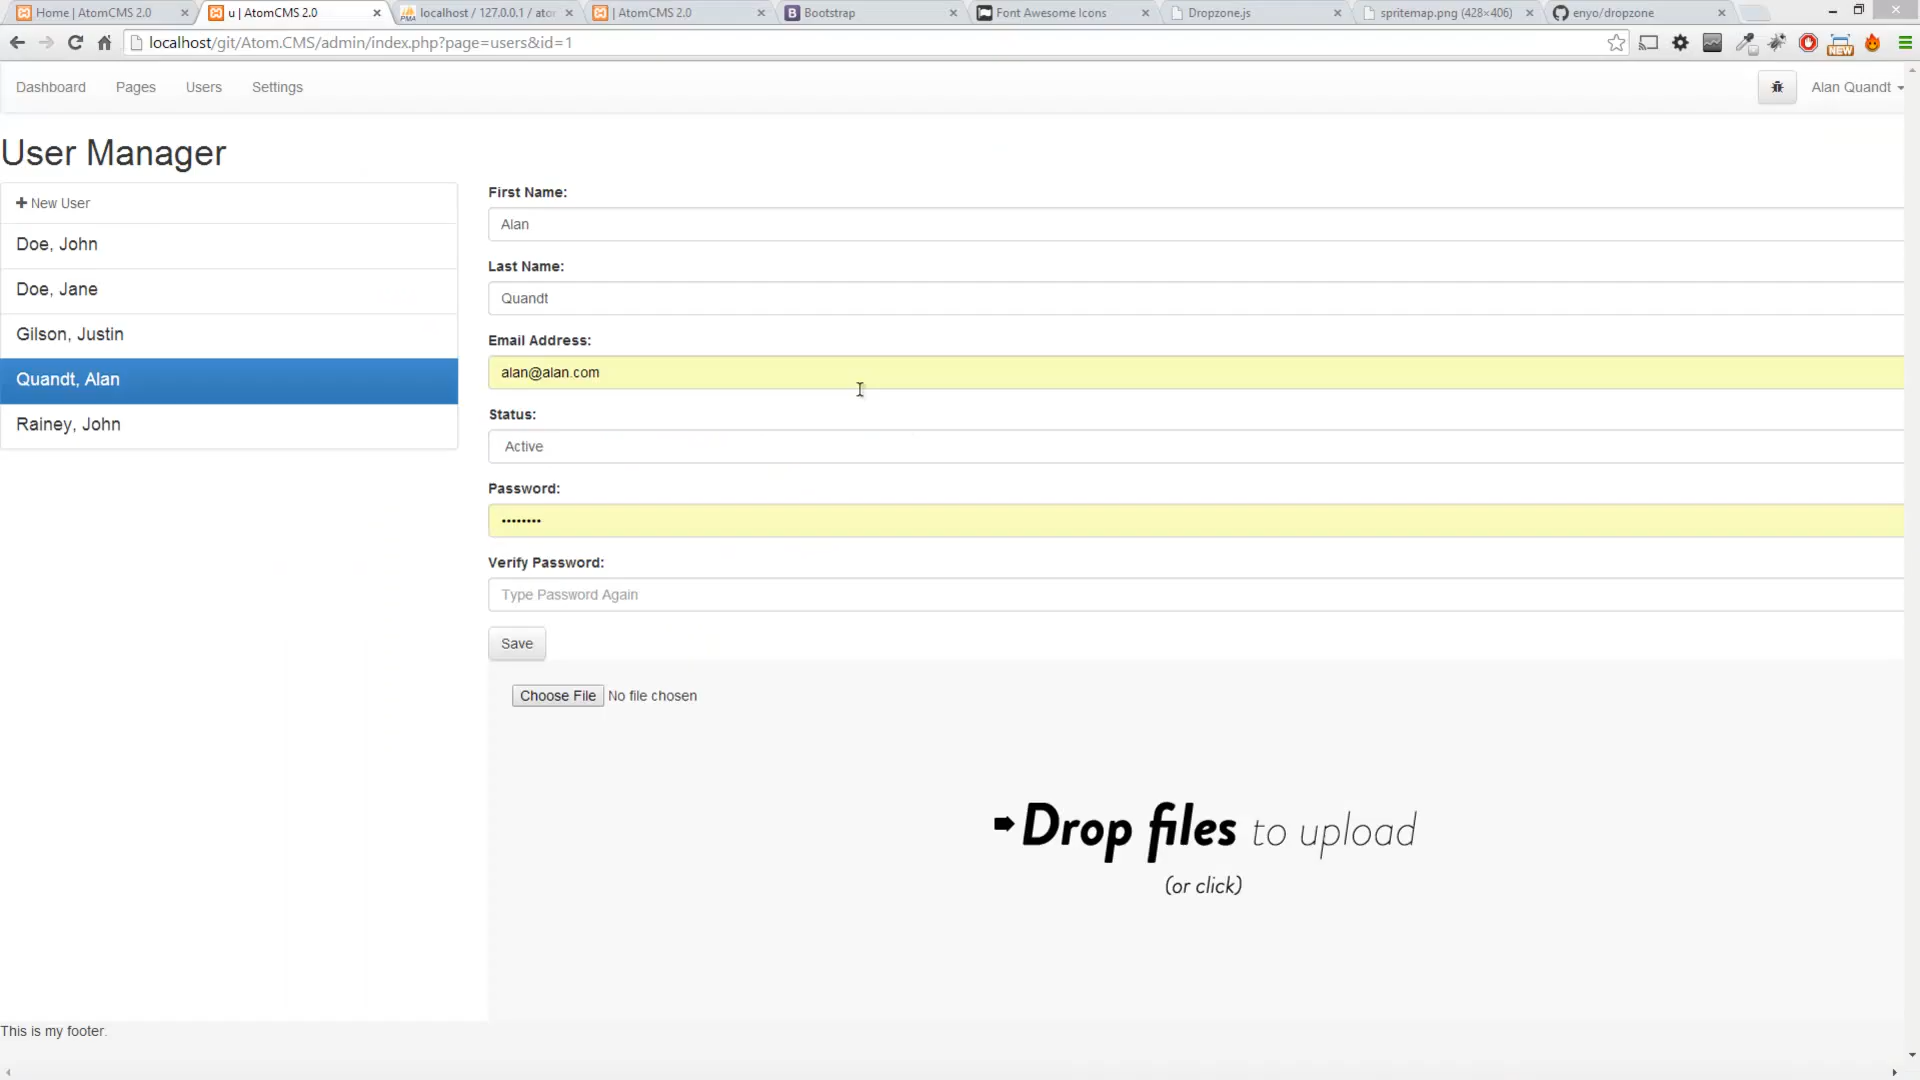 Home | AtomCMS 2.0
u | AtomCMS 2.0
localhost / 127.0.0.1 / ator
| AtomCMS 2.0
Bootstrap
Font Awesome Icons
Dropzone.js
spritemap.png (428×406)
enyo/dropzone
localhost/git/Atom.CMS/admin/index.php?page=users&id=1
NEW
Dashboard
Pages
Users
Settings
Alan Quandt
User Manager
New User
Doe, John
Doe, Jane
Gilson, Justin
Quandt, Alan
Rainey, John
First Name:
Alan
Last Name:
Quandt
Email Address:
alan@alan.com
Status:
Active
Password:
••••••••
Verify Password:
Type Password Again
Save
Choose File No file chosen
Drop files to upload
(or click)
This is my footer.